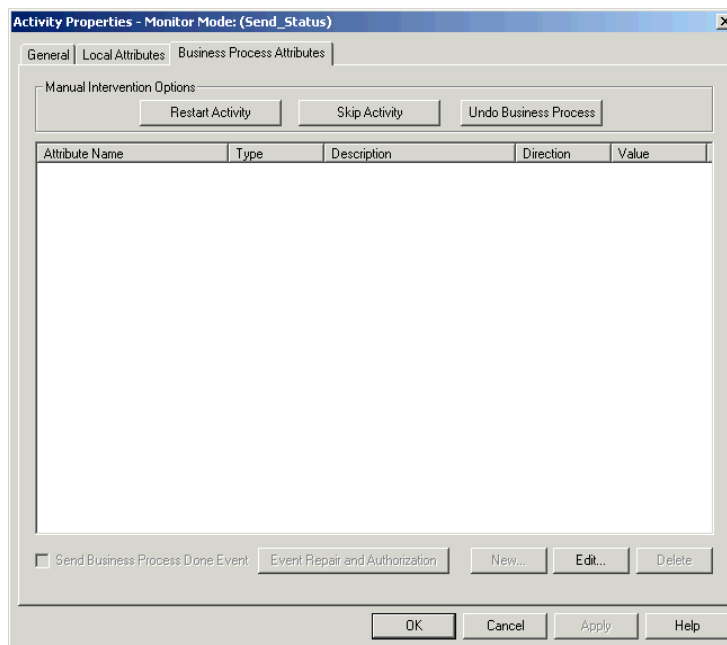 Activity Properties - Monitor Mode: (Send_Status)
General Local Attributes Business Process Attributes
Manual Intervention Options
Restart Activity Skip Activity Undo Business Process
Attribute Name Type Description Direction Value
Send Business Process Done Event Event Repair and Authorization New... Edit... Delete
OK Cancel Apply Help